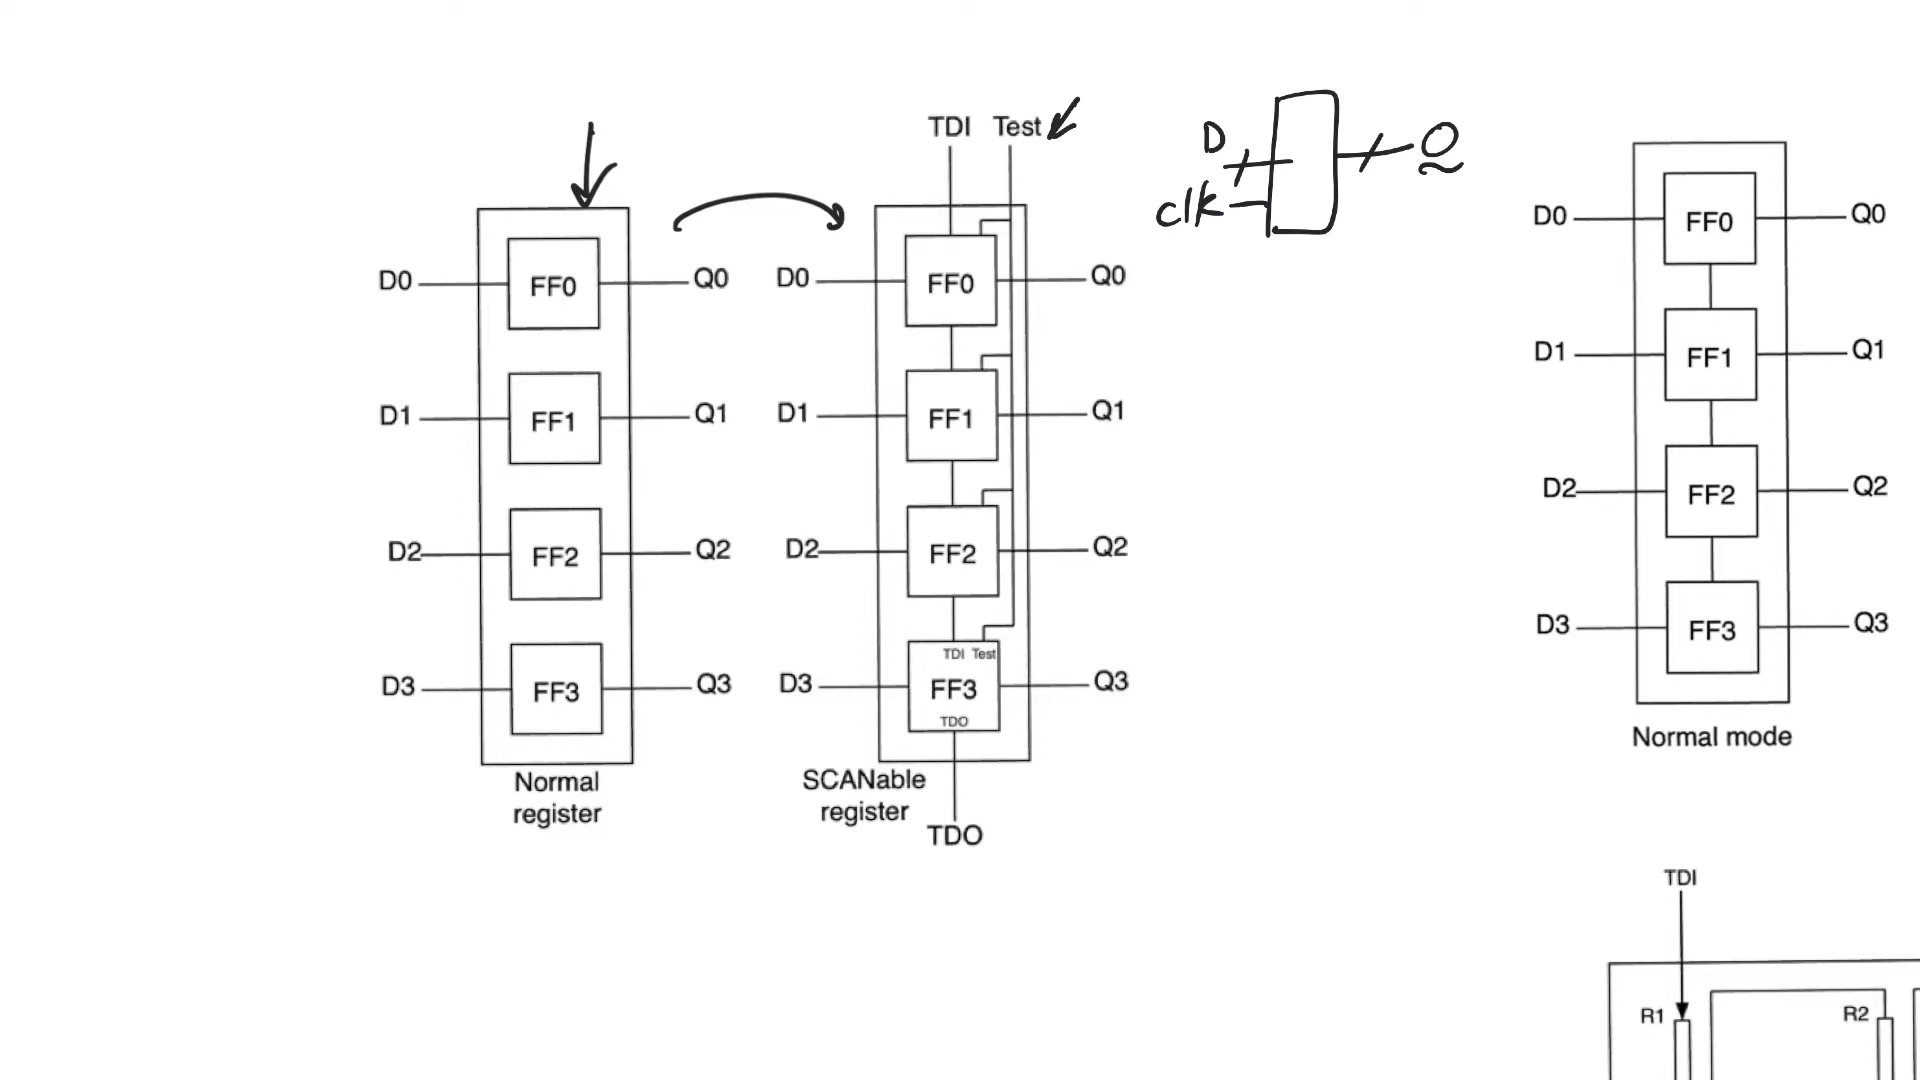 TDI Test
D
Q
clk
D0 FF0 Q0
D1 FF1 Q1
D2 FF2 Q2
D3 FF3 Q3
Normal
register
D0 FF0 Q0
D1 FF1 Q1
D2 FF2 Q2
TDI Test
D3 FF3 Q3
TDO
SCANable
register
TDO
D0 FF0 Q0
D1 FF1 Q1
D2 FF2 Q2
D3 FF3 Q3
Normal mode
TDI
R1 R2